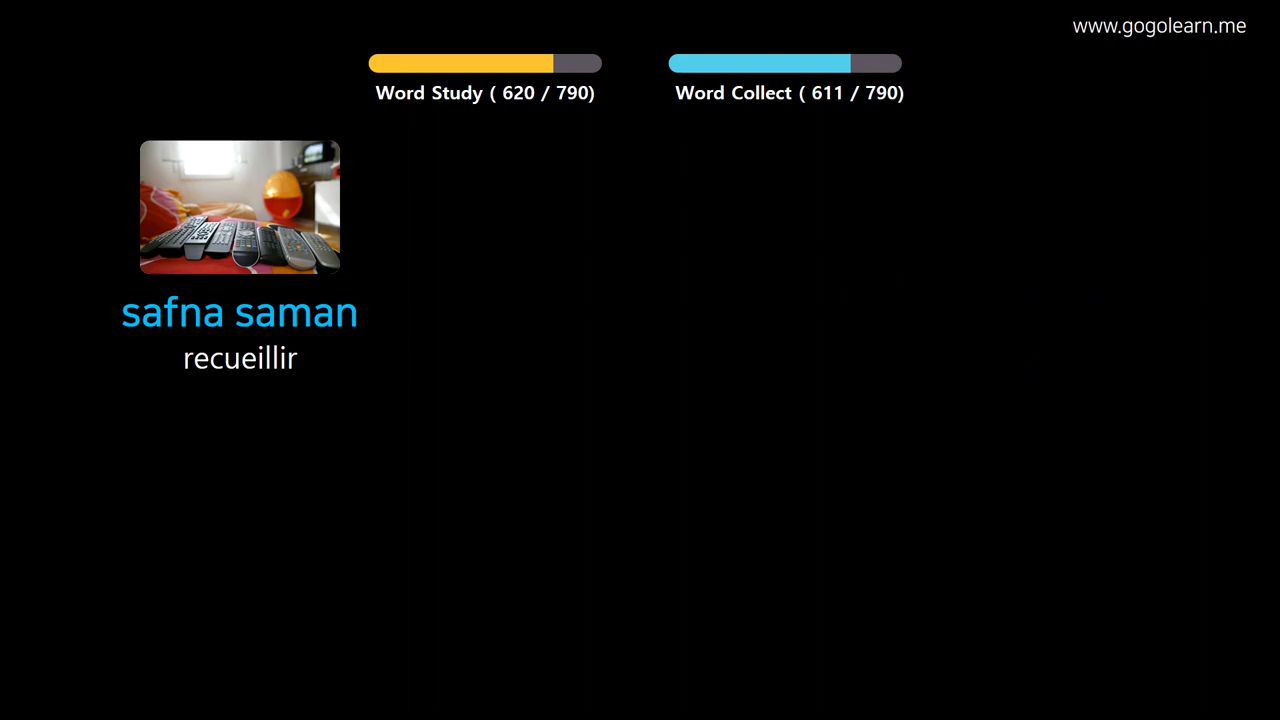 www.gogolearn.me
Word Study ( 620 / 790)
Word Collect ( 611 / 790)
safna saman
recueillir